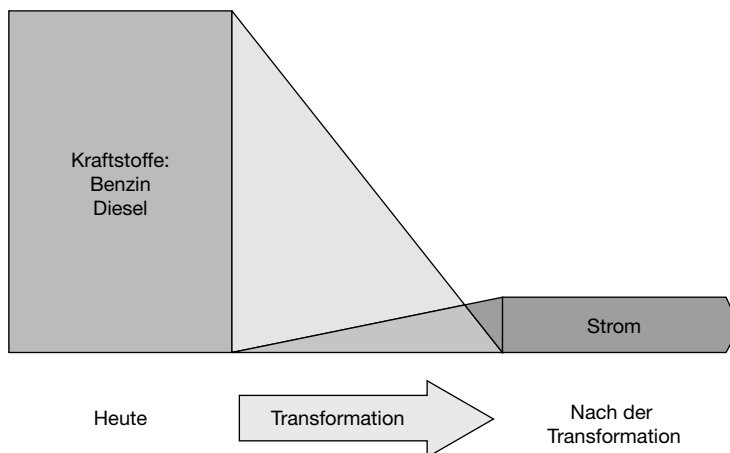 Kraftstoffe:
Benzin
Diesel
Strom
Heute
Transformation
Nach der
Transformation